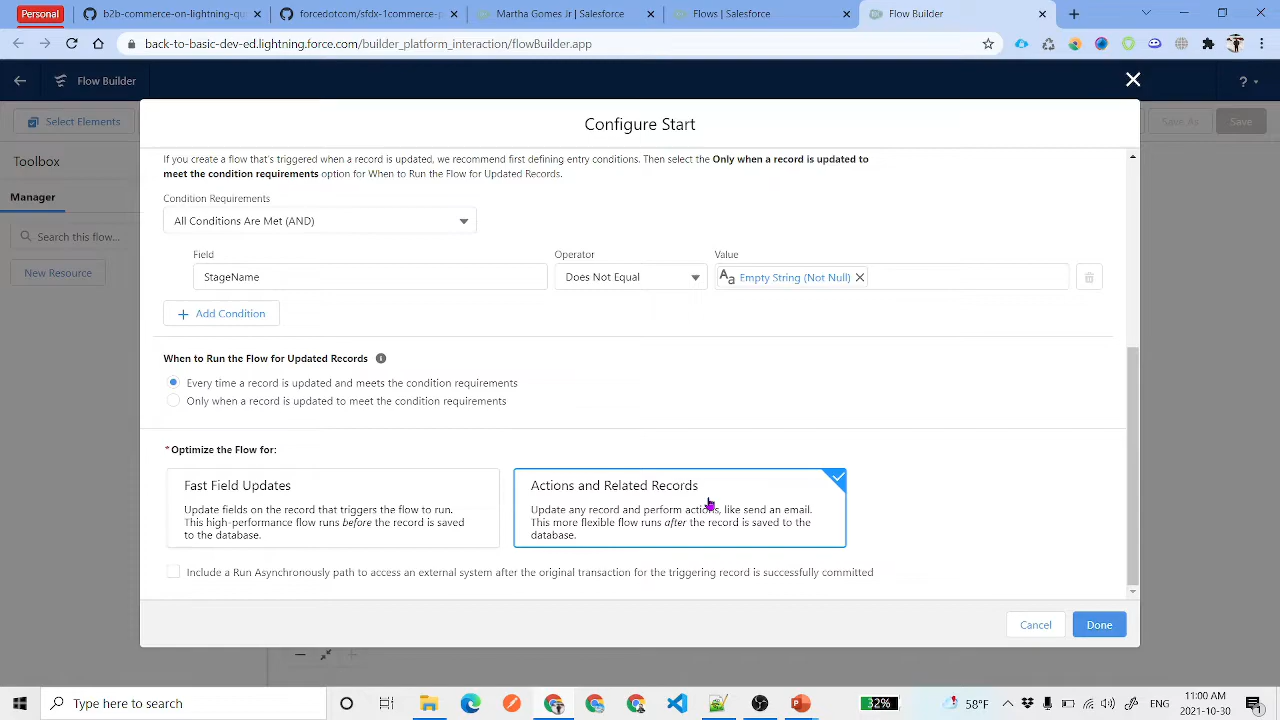 Personal
b2b-commerce-on-lightning-qu
forcedotcom/sfdx-1commerce-p
Martha Gomes Jr | Salesforce
Flows | Salesforce
Flow Builder
back-to-basic-dev-ed.lightning.force.com/builder_platform_interaction/flowBuilder.app
Flow Builder
?
Select Elements
Save As
Save
Toolbox
Manager
Search this flow...
New Resource
Configure Start
If you create a flow that's triggered when a record is updated, we recommend first defining entry conditions. Then select the Only when a record is updated to
meet the condition requirements option for When to Run the Flow for Updated Records.
Condition Requirements
All Conditions Are Met (AND)
Field
Operator
Value
StageName
Does Not Equal
Aa Empty String (Not Null)
+ Add Condition
When to Run the Flow for Updated Records
Every time a record is updated and meets the condition requirements
Only when a record is updated to meet the condition requirements
*Optimize the Flow for:
Fast Field Updates
Update fields on the record that triggers the flow to run.
This high-performance flow runs before the record is saved
to the database.
Actions and Related Records
Update any record and perform actions, like send an email.
This more flexible flow runs after the record is saved to the
database.
Include a Run Asynchronously path to access an external system after the original transaction for the triggering record is successfully committed
Cancel
Done
Type here to search
32%
58°F
11:00 AM
2021-10-30